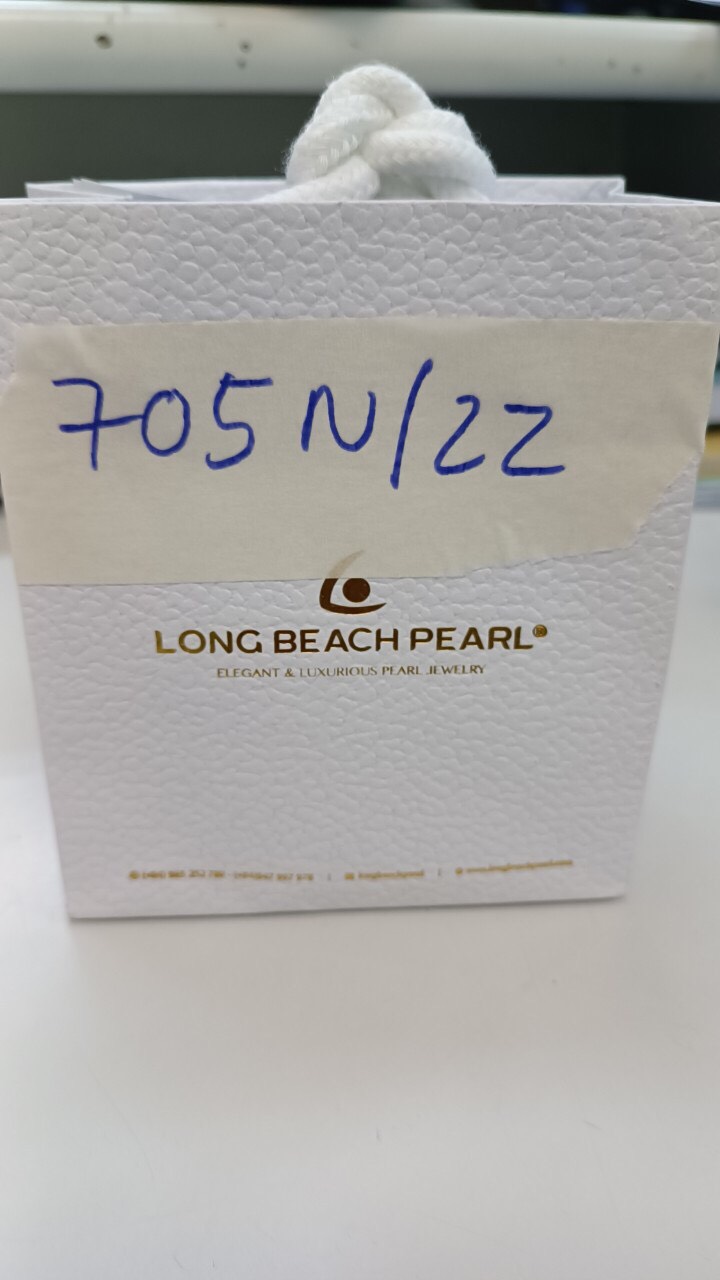 705 N/22
LONG BEACH PEARL®
ELEGANT & LUXURIOUS PEARL JEWELRY